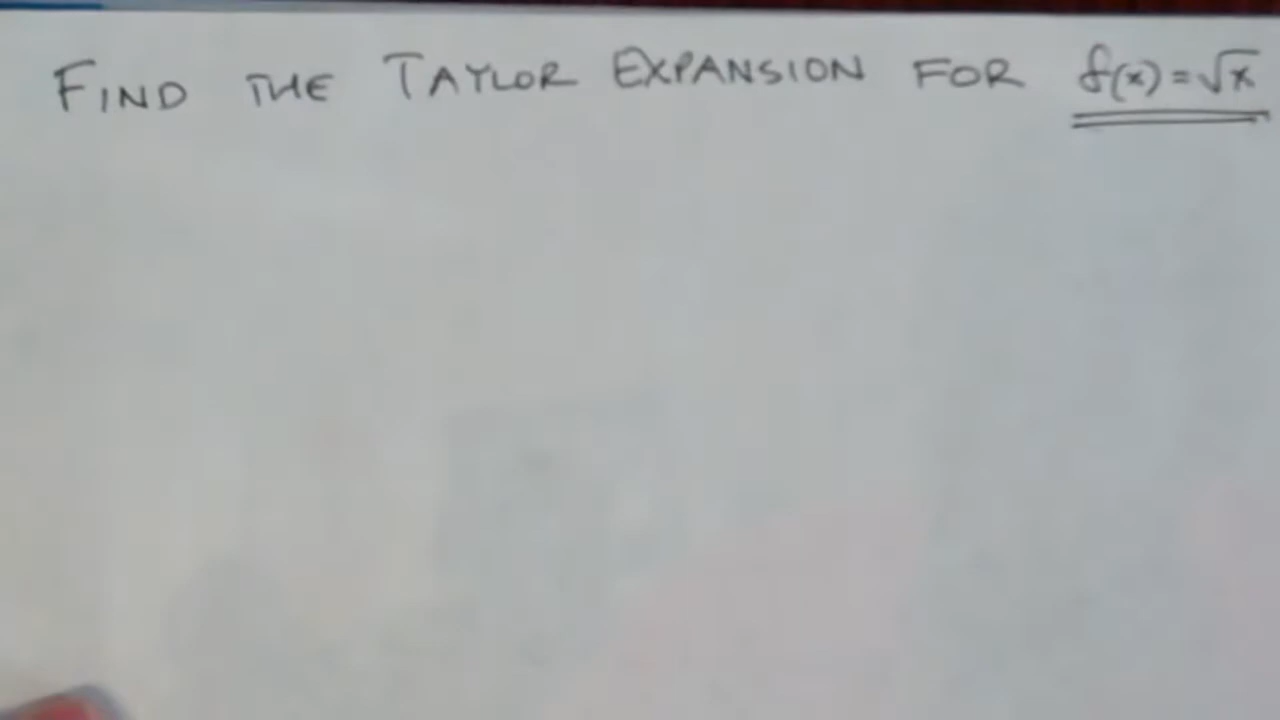 FIND THE TAYLOR EXPANSION FOR f(x)=√x